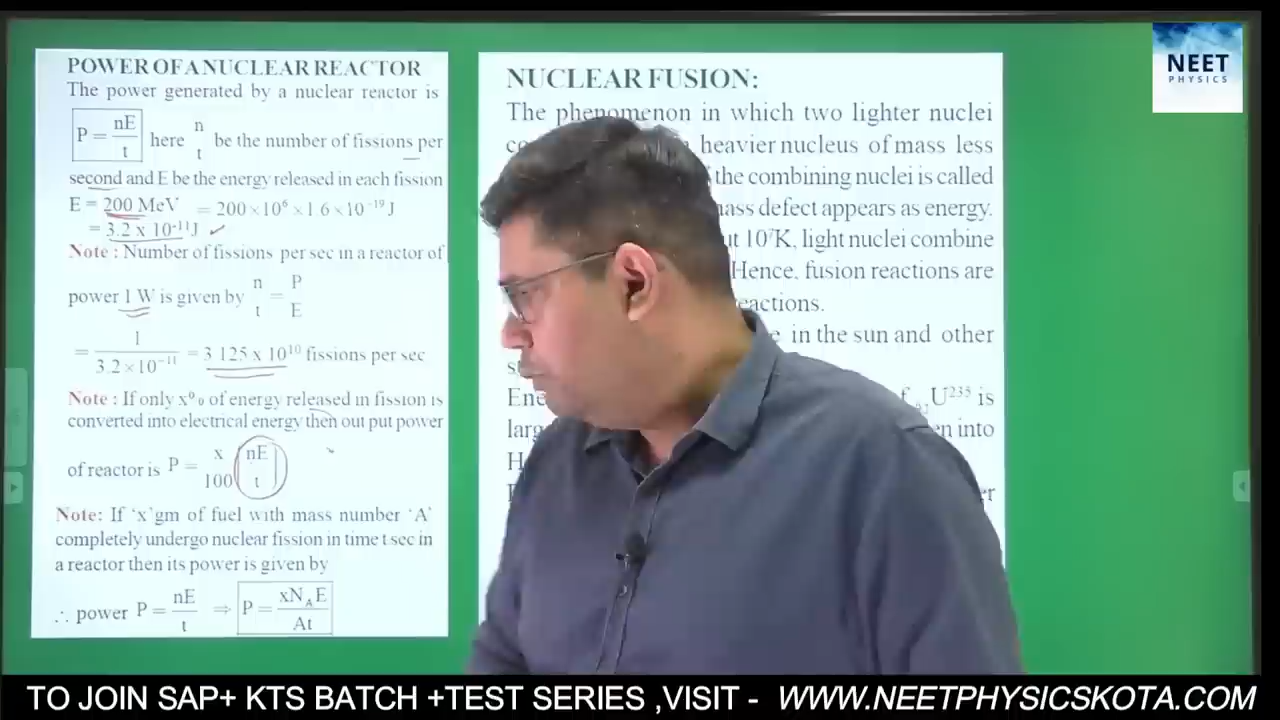 POWER OF A NUCLEAR REACTOR
The power generated by a nuclear reactor is
P = nE/t here n/t be the number of fissions per
second and E be the energy released in each fission
E = 200 MeV = 200×10⁶×1.6×10⁻¹⁹J
= 3.2 x 10⁻¹¹J
Note : Number of fissions per sec in a reactor of
power 1 W is given by n/t = P/E
= 1/3.2×10⁻¹¹ = 3 125 x 10¹⁰ fissions per sec
Note : If only x% of energy released in fission is
converted into electrical energy then out put power
of reactor is P = x/100 [nE/t]
Note: If ‘x’gm of fuel with mass number ‘A’
completely undergo nuclear fission in time t sec in
a reactor then its power is given by
∴ power P = nE/t ⇒ P = xN_A E/At
NUCLEAR FUSION:
The phenomenon in which two lighter nuclei
heavier nucleus of mass less
the combining nuclei is called
mass defect appears as energy.
10⁷K, light nuclei combine
Hence, fusion reactions are
in the sun and other
U²³⁵ is
into
NEET
PHYSICS
TO JOIN SAP+ KTS BATCH +TEST SERIES ,VISIT - WWW.NEETPHYSICSKOTA.COM